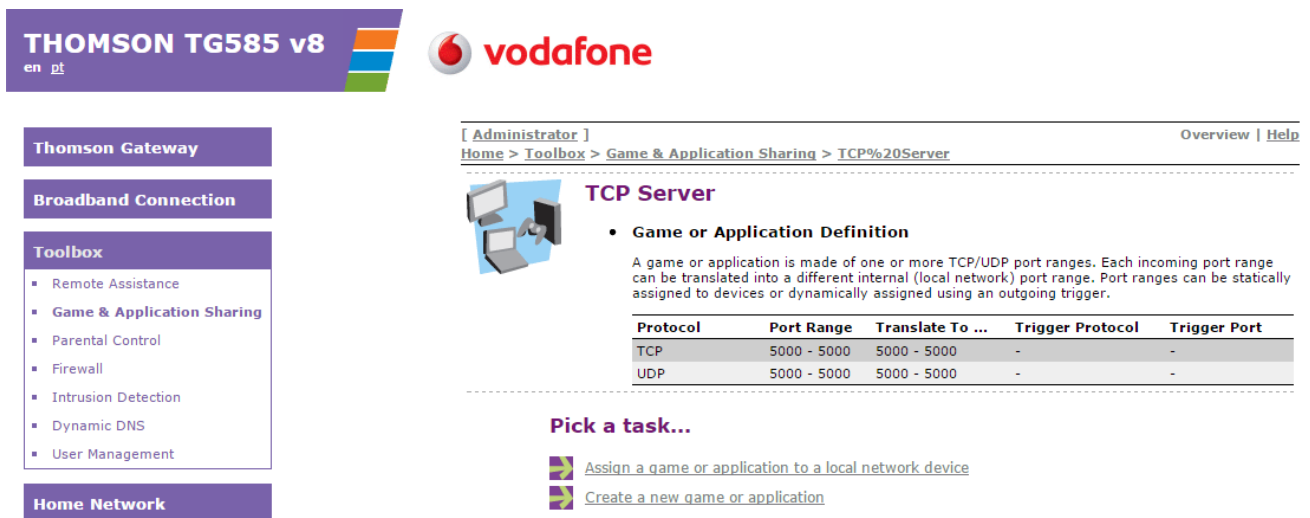 THOMSON TG585 v8
en pt
vodafone
Thomson Gateway
Broadband Connection
Toolbox
Remote Assistance
Game & Application Sharing
Parental Control
Firewall
Intrusion Detection
Dynamic DNS
User Management
Home Network
[ Administrator ] Overview | Help
Home > Toolbox > Game & Application Sharing > TCP%20Server
TCP Server
Game or Application Definition
A game or application is made of one or more TCP/UDP port ranges. Each incoming port range
can be translated into a different internal (local network) port range. Port ranges can be statically
assigned to devices or dynamically assigned using an outgoing trigger.
Protocol Port Range Translate To ... Trigger Protocol Trigger Port
TCP 5000 - 5000 5000 - 5000 - -
UDP 5000 - 5000 5000 - 5000 - -
Pick a task...
Assign a game or application to a local network device
Create a new game or application